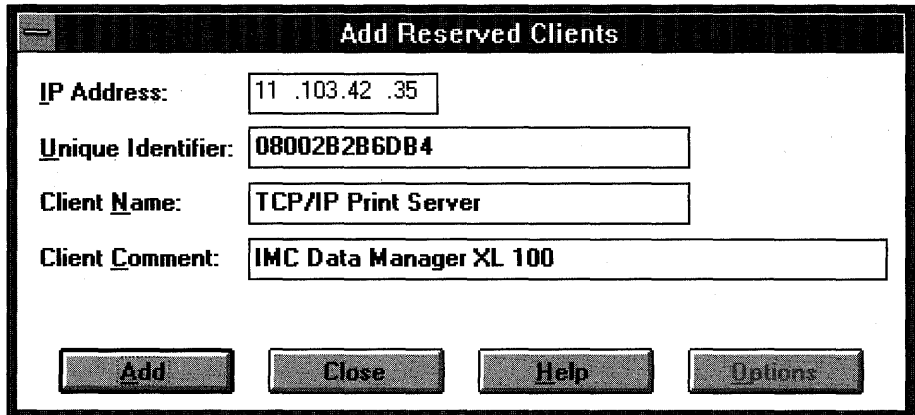 Add Reserved Clients
IP Address: 11 .103.42 .35
Unique Identifier: 08002B2B6DB4
Client Name: TCP/IP Print Server
Client Comment: IMC Data Manager XL 100
Add Close Help Options